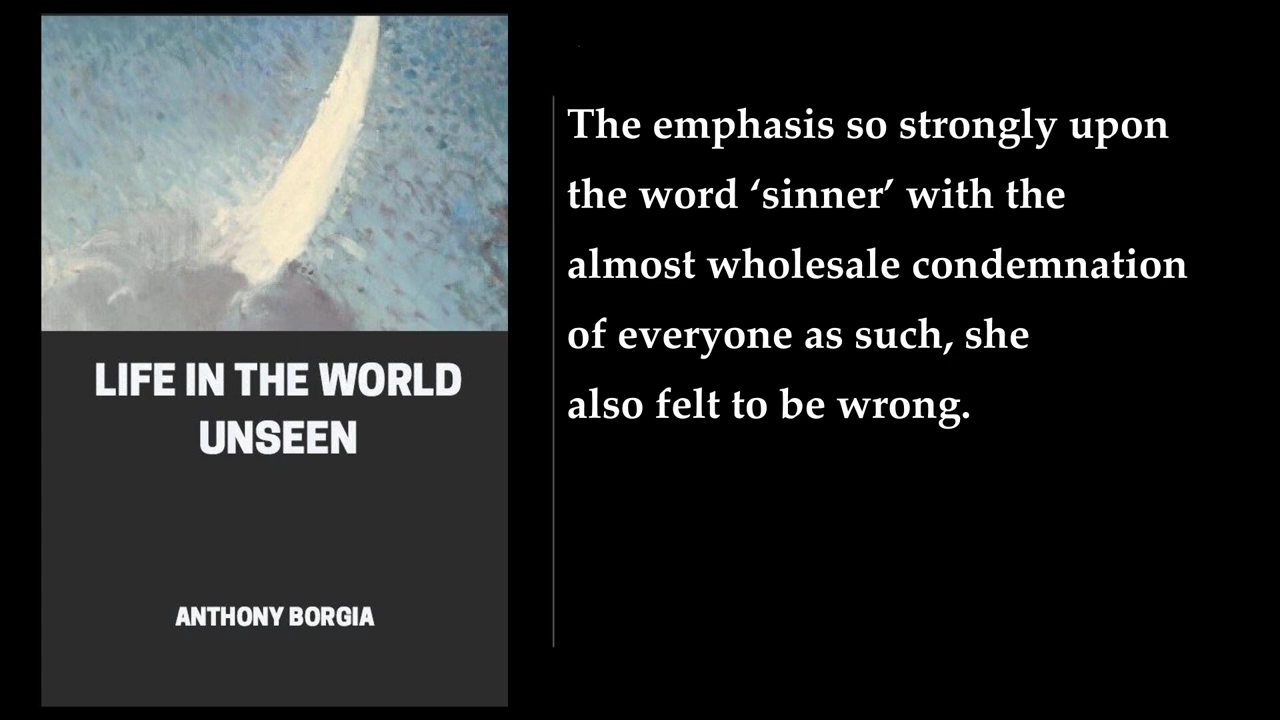 LIFE IN THE WORLD
UNSEEN
ANTHONY BORGIA
The emphasis so strongly upon
the word ‘sinner’ with the
almost wholesale condemnation
of everyone as such, she
also felt to be wrong.